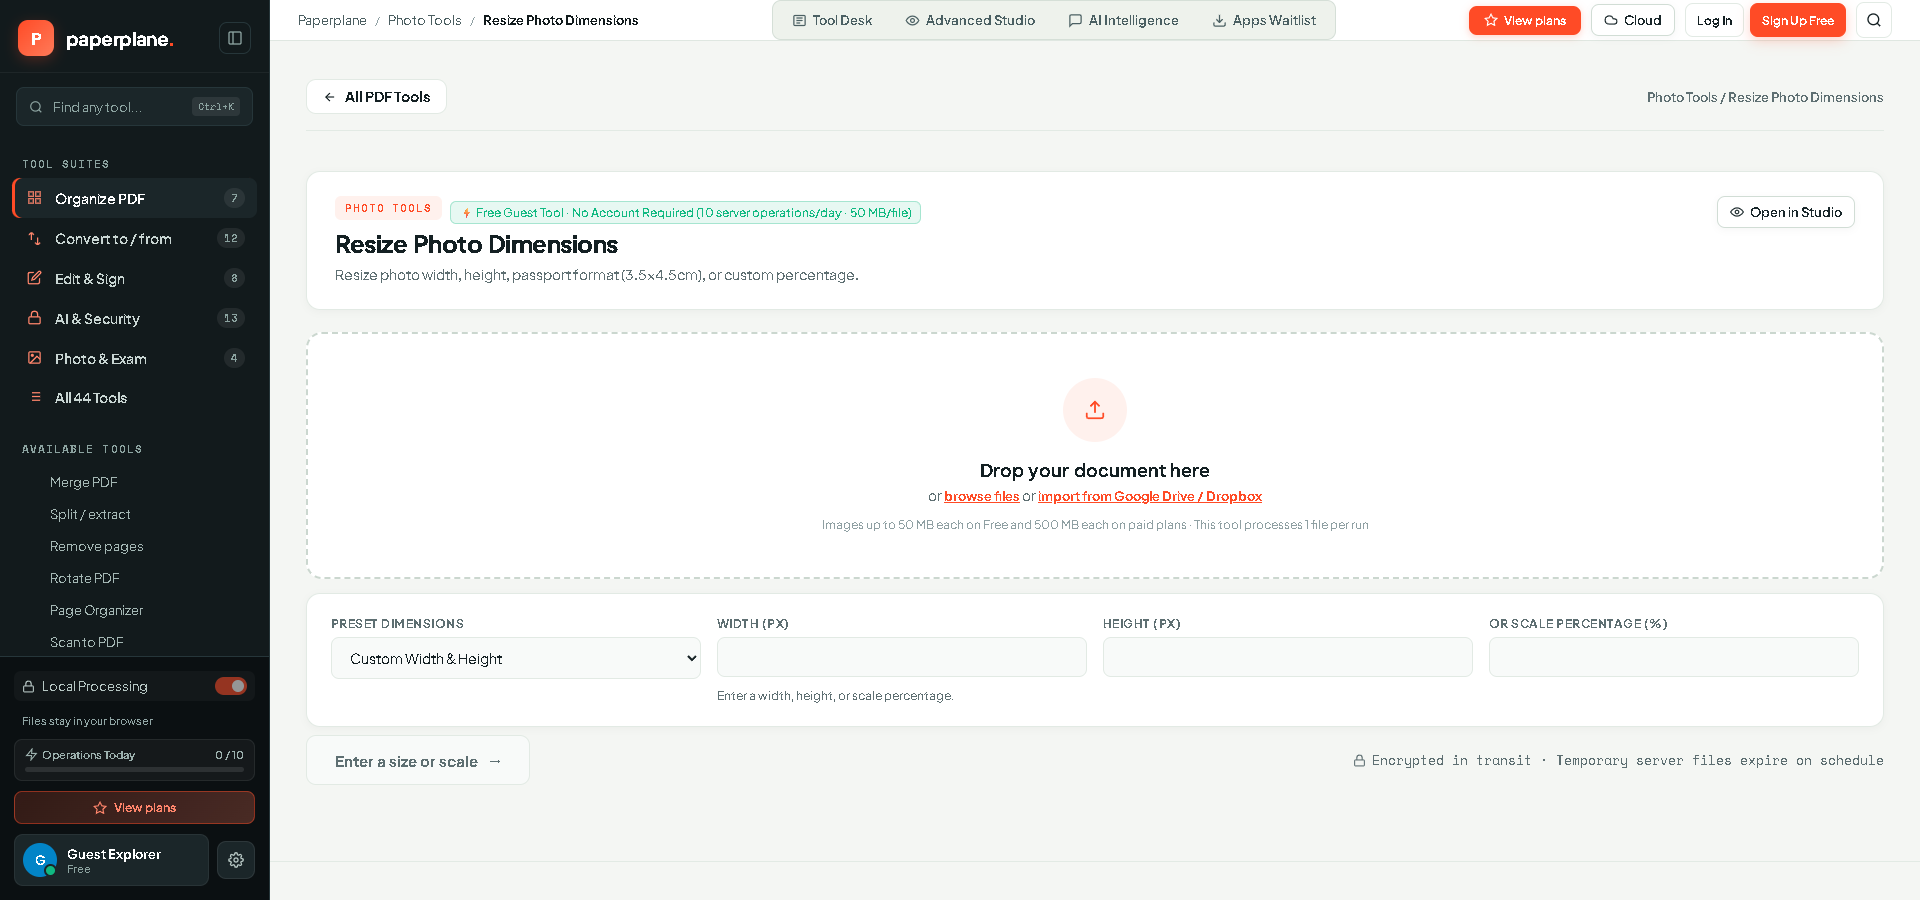 P paperplane.
Find any tool... Ctrl+K
TOOL SUITES
Organize PDF 7
Convert to / from 12
Edit & Sign 8
AI & Security 13
Photo & Exam 4
All 44 Tools
AVAILABLE TOOLS
Merge PDF
Split / extract
Remove pages
Rotate PDF
Page Organizer
Scan to PDF
Local Processing
Files stay in your browser
Operations Today 0 / 10
View plans
G Guest Explorer
Free
Paperplane / Photo Tools / Resize Photo Dimensions
Tool Desk Advanced Studio AI Intelligence Apps Waitlist
View plans Cloud Log In Sign Up Free
← All PDF Tools
Photo Tools / Resize Photo Dimensions
PHOTO TOOLS Free Guest Tool · No Account Required (10 server operations/day · 50 MB/file)
Open in Studio
Resize Photo Dimensions
Resize photo width, height, passport format (3.5×4.5cm), or custom percentage.
Drop your document here
or browse files or import from Google Drive / Dropbox
Images up to 50 MB each on Free and 500 MB each on paid plans · This tool processes 1 file per run
PRESET DIMENSIONS WIDTH (PX) HEIGHT (PX) OR SCALE PERCENTAGE (%)
Custom Width & Height
Enter a width, height, or scale percentage.
Enter a size or scale →
Encrypted in transit · Temporary server files expire on schedule